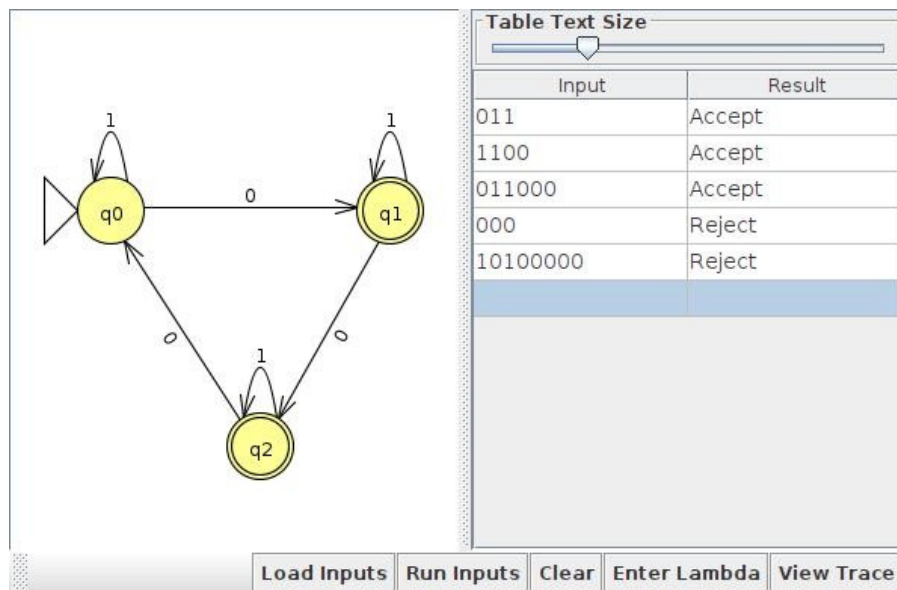 Table Text Size
Input Result
011 Accept
1100 Accept
011000 Accept
000 Reject
10100000 Reject
1 1
q0 0 q1
0 0
1
q2
Load Inputs Run Inputs Clear Enter Lambda View Trace